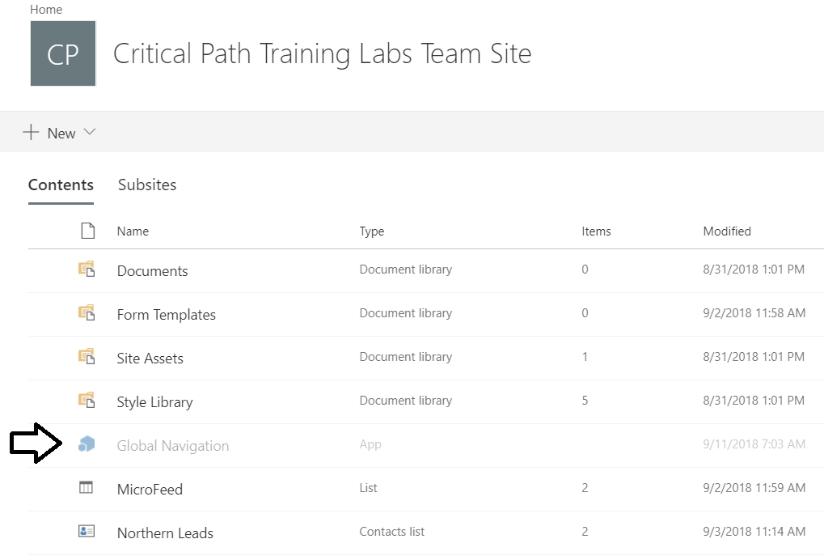 Home
CP
Critical Path Training Labs Team Site
New
Contents Subsites
Name Type Items Modified
Documents Document library 0 8/31/2018 1:01 PM
Form Templates Document library 0 9/2/2018 11:58 AM
Site Assets Document library 1 8/31/2018 1:01 PM
Style Library Document library 5 8/31/2018 1:01 PM
Global Navigation App 9/11/2018 7:03 AM
MicroFeed List 2 9/2/2018 11:59 AM
Northern Leads Contacts list 2 9/3/2018 11:14 AM